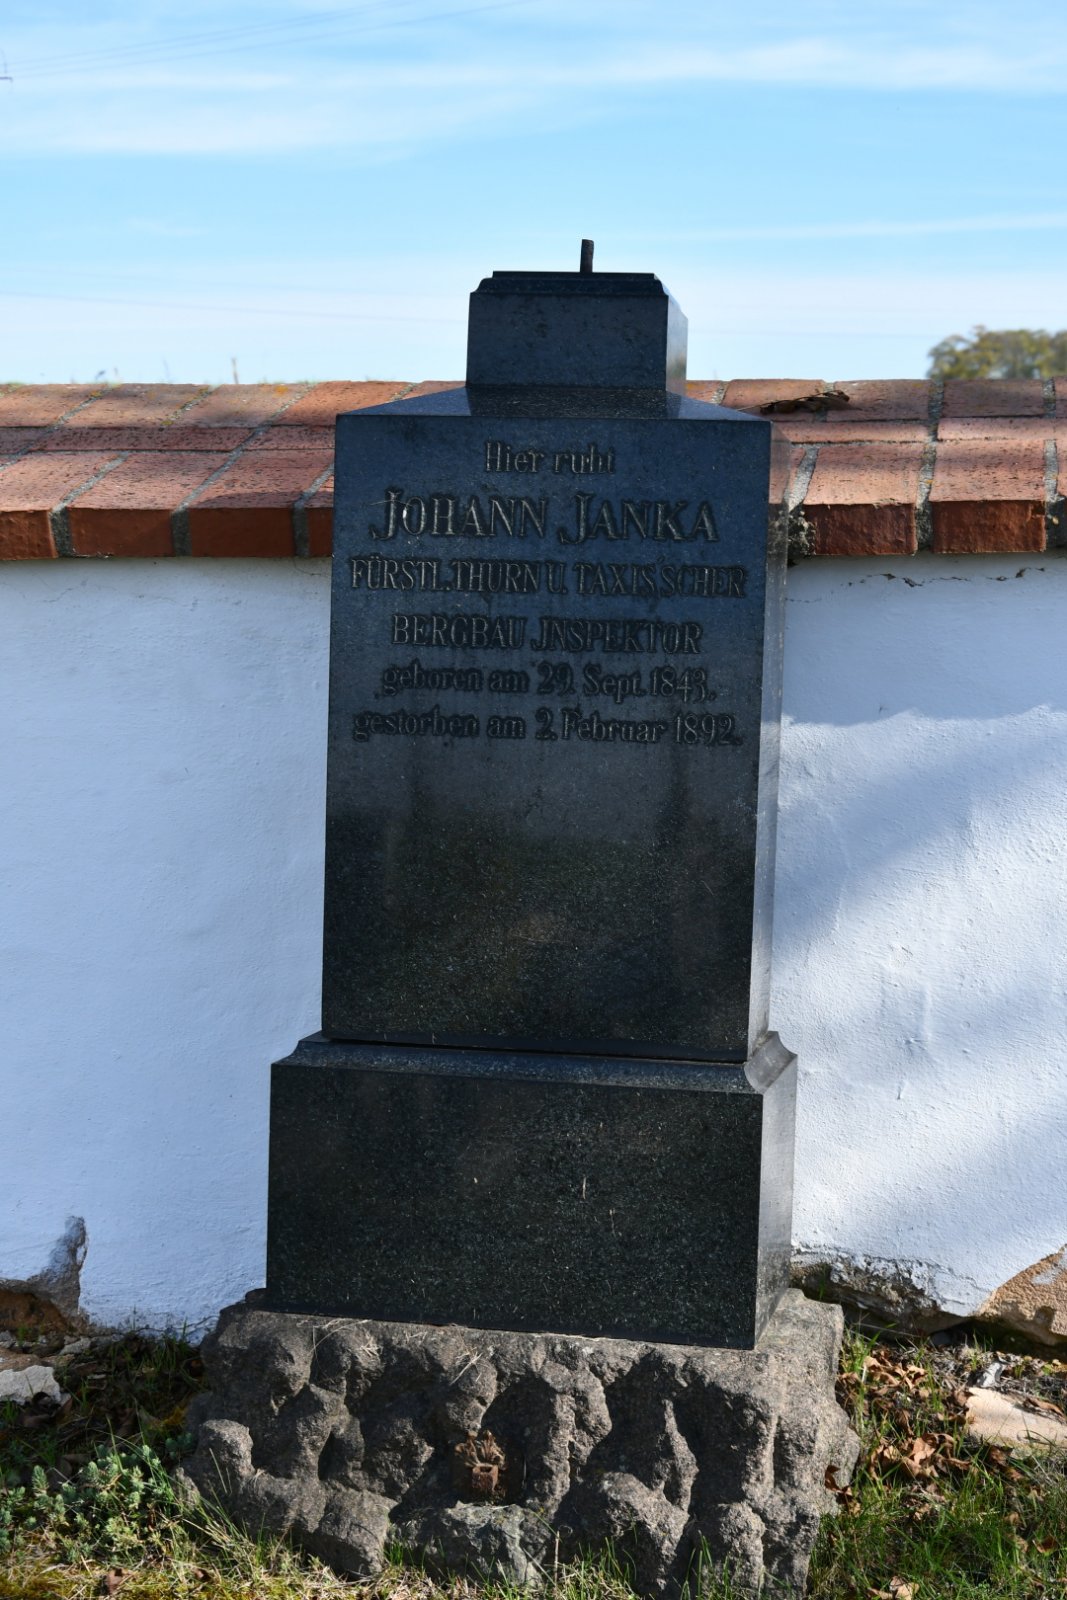 Hier ruht
JOHANN JANKA
FÜRSTL. THURN U. TAXIS'SCHER
BERGBAU JNSPEKTOR
geboren am 29. Sept. 1843.
gestorben am 2. Februar 1892.